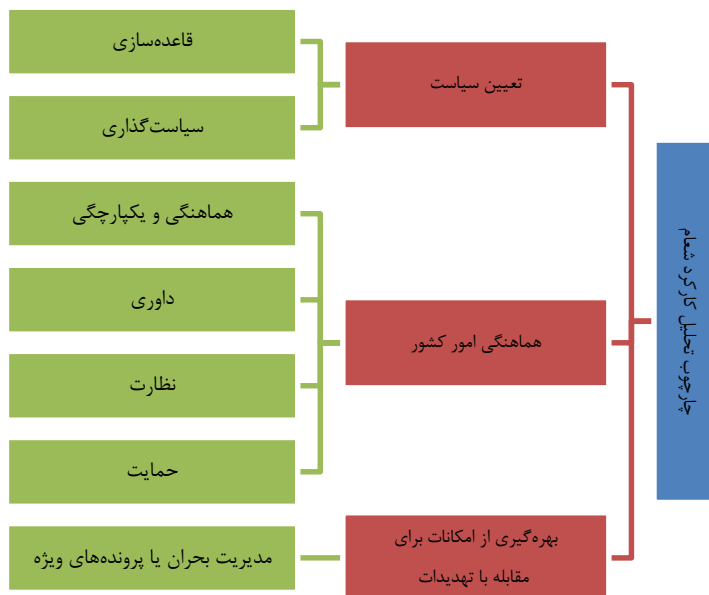 چارچوب تحلیل کارکرد شعام
تعیین سیاست
قاعده‌سازی
سیاست‌گذاری
هماهنگی امور کشور
هماهنگی و یکپارچگی
داوری
نظارت
حمایت
بهره‌گیری از امکانات برای
مقابله با تهدیدات
مدیریت بحران یا پرونده‌های ویژه